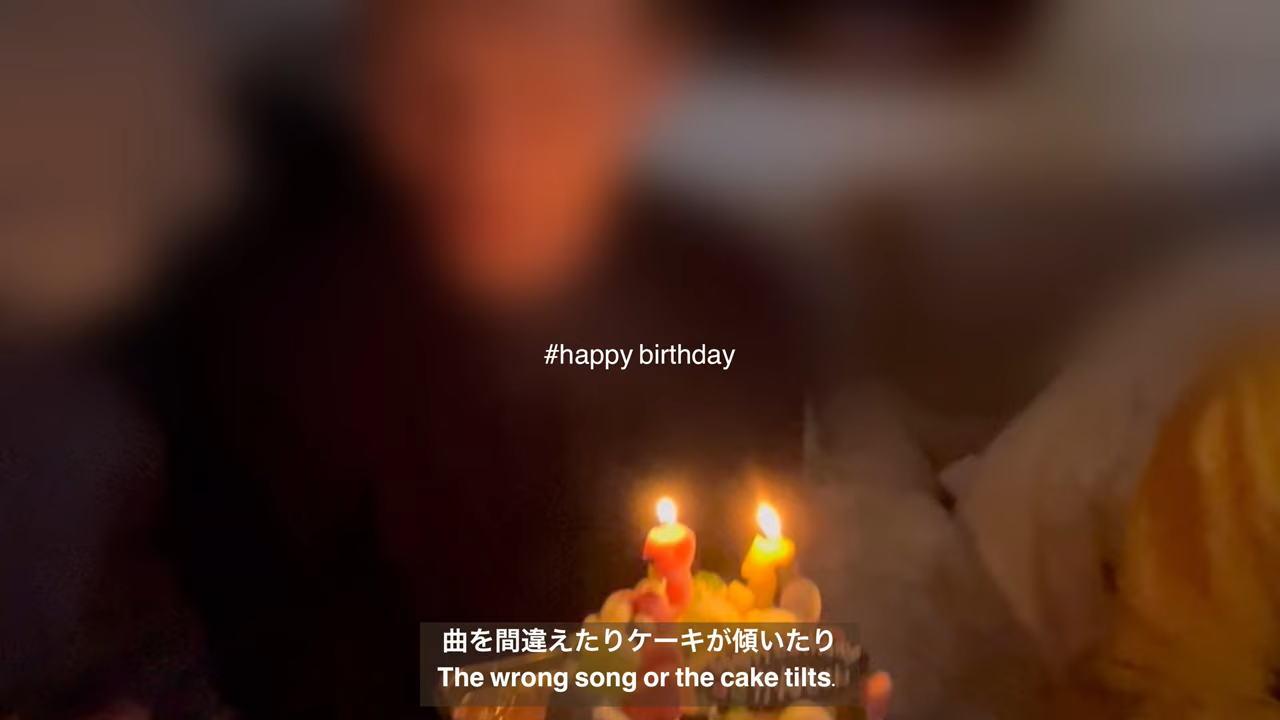 #happy birthday
曲を間違えたりケーキが傾いたり
The wrong song or the cake tilts.